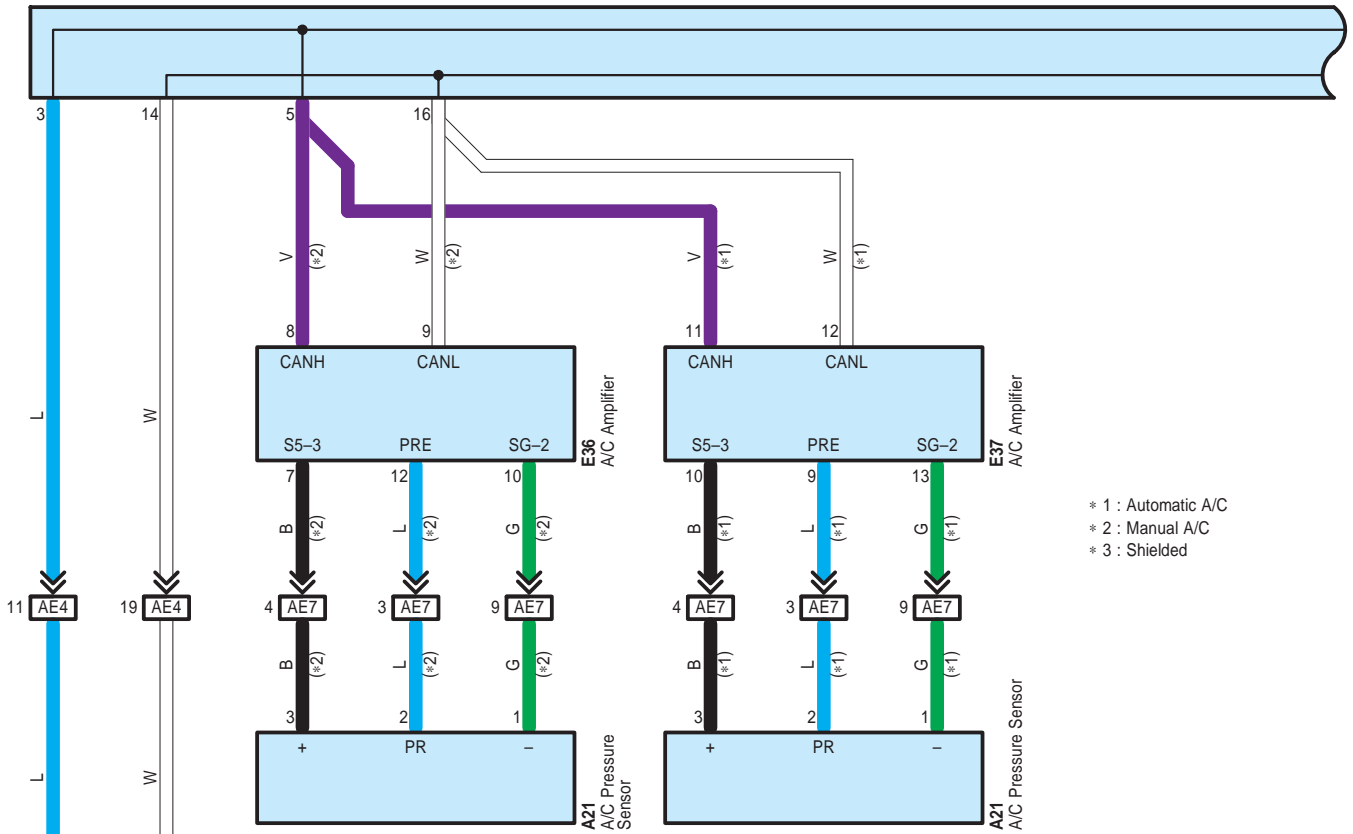 3 14 5 16
V (*2) W (*2) V (*1) W (*1)
8 9 11 12
CANH CANL CANH CANL
L W
S5–3 PRE SG–2 S5–3 PRE SG–2
E36
A/C Amplifier
E37
A/C Amplifier
7 12 10 10 9 13
B (*2) L (*2) G (*2) B (*1) L (*1) G (*1)
* 1 : Automatic A/C
* 2 : Manual A/C
* 3 : Shielded
11 AE4 19 AE4 4 AE7 3 AE7 9 AE7 4 AE7 3 AE7 9 AE7
B (*2) L (*2) G (*2) B (*1) L (*1) G (*1)
3 2 1 3 2 1
+ PR – + PR –
L W
A21
A/C Pressure
Sensor
A21
A/C Pressure Sensor